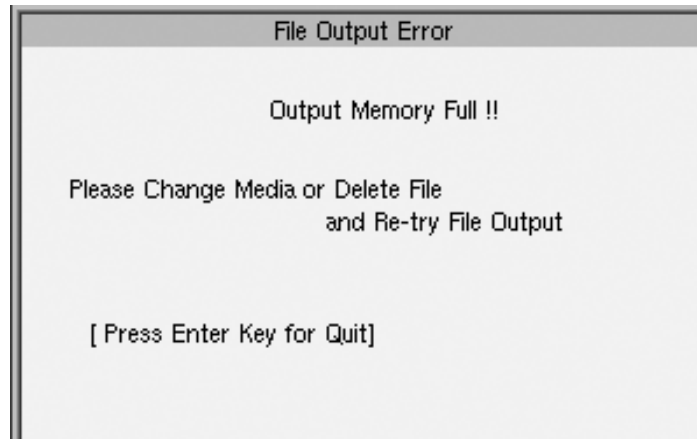 File Output Error
Output Memory Full !!
Please Change Media or Delete File
and Re-try File Output
[ Press Enter Key for Quit]